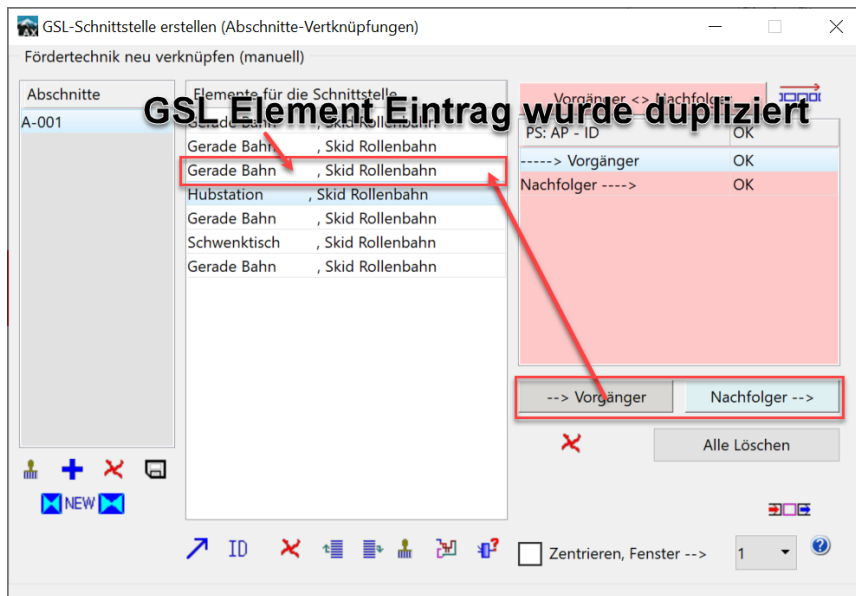 GSL-Schnittstelle erstellen (Abschnitte-Vertknüpfungen)
Fördertechnik neu verknüpfen (manuell)
Abschnitte
A-001
Elemente für die Schnittstelle
GSL Element Eintrag wurde dupliziert
Gerade Bahn , Skid Rollenbahn
Gerade Bahn , Skid Rollenbahn
Gerade Bahn , Skid Rollenbahn
Hubstation , Skid Rollenbahn
Gerade Bahn , Skid Rollenbahn
Schwenktisch , Skid Rollenbahn
Gerade Bahn , Skid Rollenbahn
Vorgänger <> Nachfolger
PS: AP - ID OK
-----> Vorgänger OK
Nachfolger ----> OK
--> Vorgänger
Nachfolger -->
Alle Löschen
NEW
ID
Zentrieren, Fenster -->
1